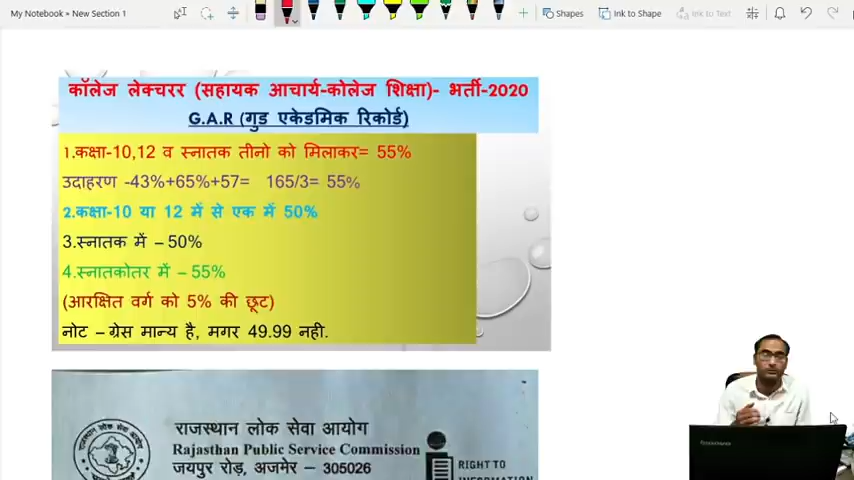 My Notebook » New Section 1
Shapes
Ink to Shape
Ink to Text
कॉलेज लेक्चरर (सहायक आचार्य-कोलेज शिक्षा)- भर्ती-2020
G.A.R (गुड एकेडमिक रिकोर्ड)
1.कक्षा-10,12 व स्नातक तीनो को मिलाकर= 55%
उदाहरण -43%+65%+57= 165/3= 55%
2.कक्षा-10 या 12 में से एक में 50%
3.स्नातक में – 50%
4.स्नातकोतर में – 55%
(आरक्षित वर्ग को 5% की छूट)
नोट – ग्रेस मान्य है, मगर 49.99 नही.
राजस्थान लोक सेवा आयोग
Rajasthan Public Service Commission
जयपुर रोड़, अजमेर – 305026
RIGHT TO
INFORMATION